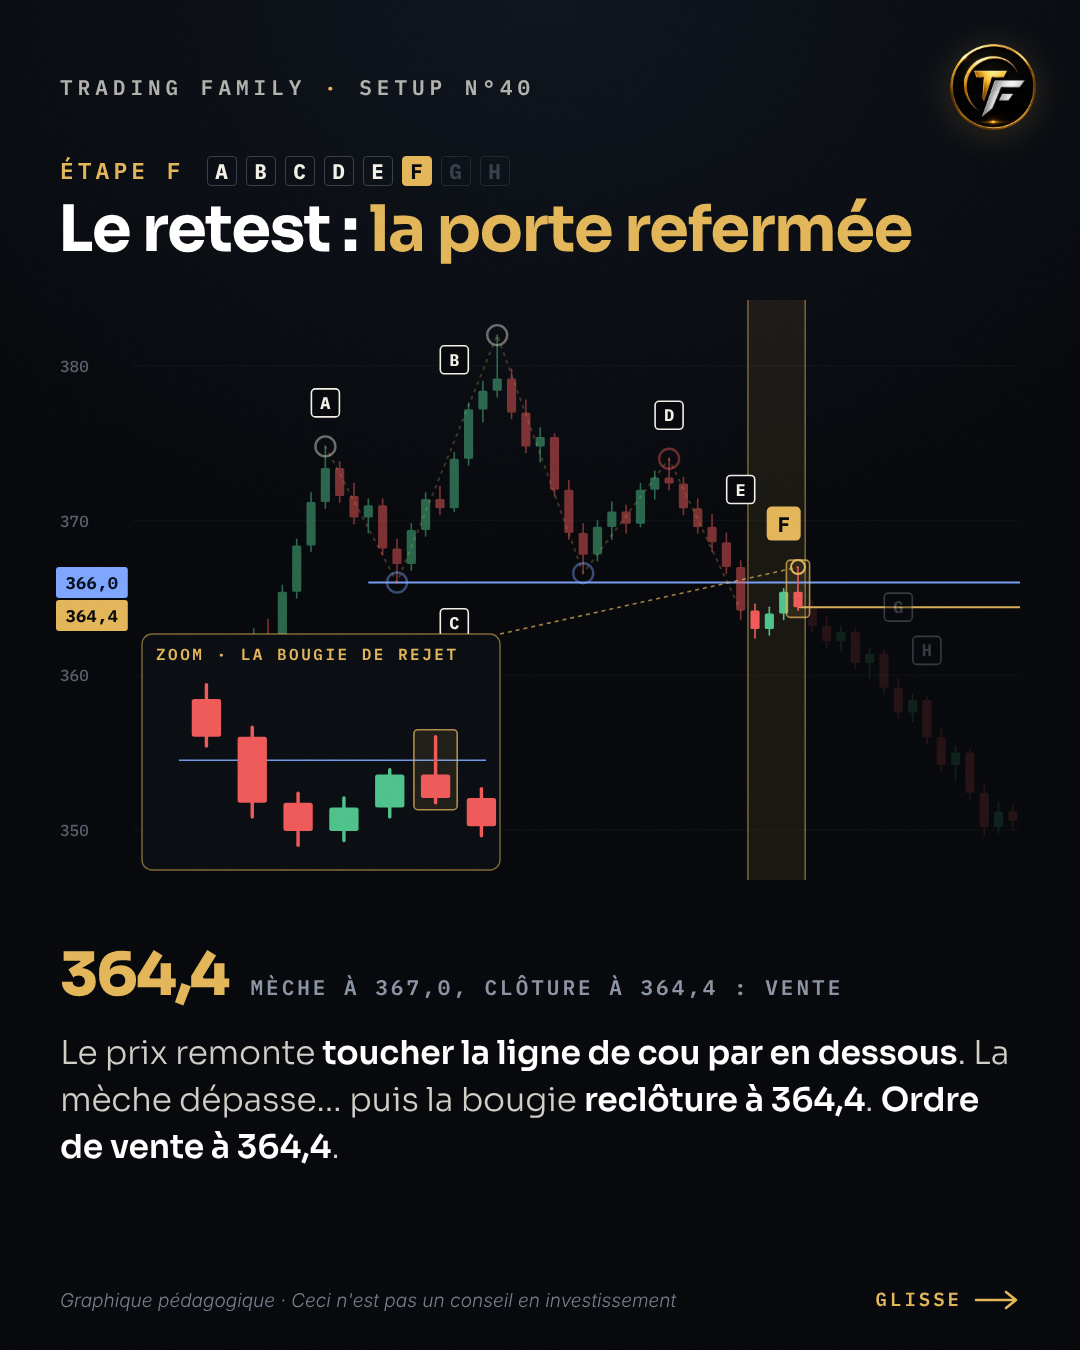 TRADING FAMILY · SETUP N°40
TF
ÉTAPE F A B C D E F G H
Le retest : la porte refermée
380
370
366,0
364,4
360
350
A
B
C
D
E
F
G
H
ZOOM · LA BOUGIE DE REJET
364,4 MÈCHE À 367,0, CLÔTURE À 364,4 : VENTE
Le prix remonte toucher la ligne de cou par en dessous. La
mèche dépasse... puis la bougie reclôture à 364,4. Ordre
de vente à 364,4.
Graphique pédagogique · Ceci n'est pas un conseil en investissement
GLISSE →